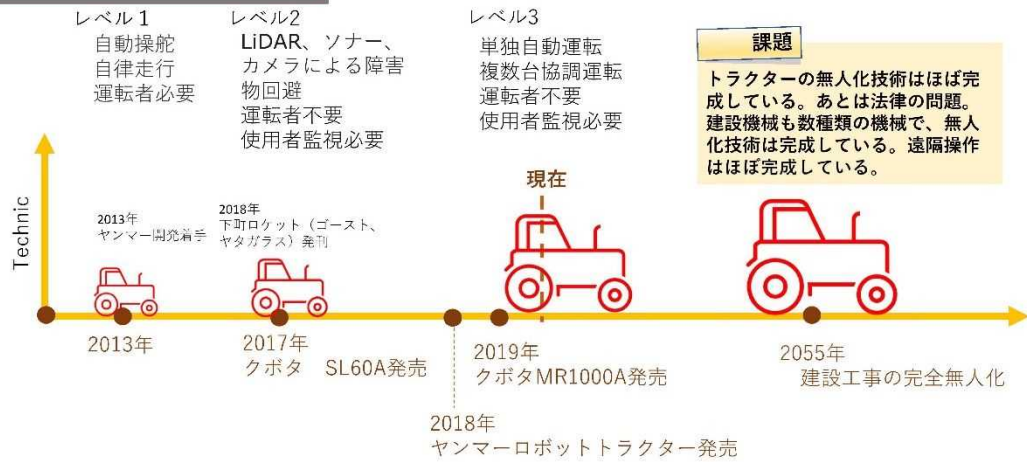 レベル1
自動操舵
自律走行
運転者必要
レベル2
LiDAR、ソナー、
カメラによる障害
物回避
運転者不要
使用者監視必要
レベル3
単独自動運転
複数台協調運転
運転者不要
使用者監視必要
課題
トラクターの無人化技術はほぼ完
成している。あとは法律の問題。
建設機械も数種類の機械で、無人
化技術は完成している。遠隔操作
はほぼ完成している。
現在
Technic
2013年
ヤンマー開発着手
2018年
下町ロケット（ゴースト、
ヤタガラス）発刊
2013年
2017年
クボタ　SL60A発売
2019年
クボタMR1000A発売
2055年
建設工事の完全無人化
2018年
ヤンマーロボットトラクター発売